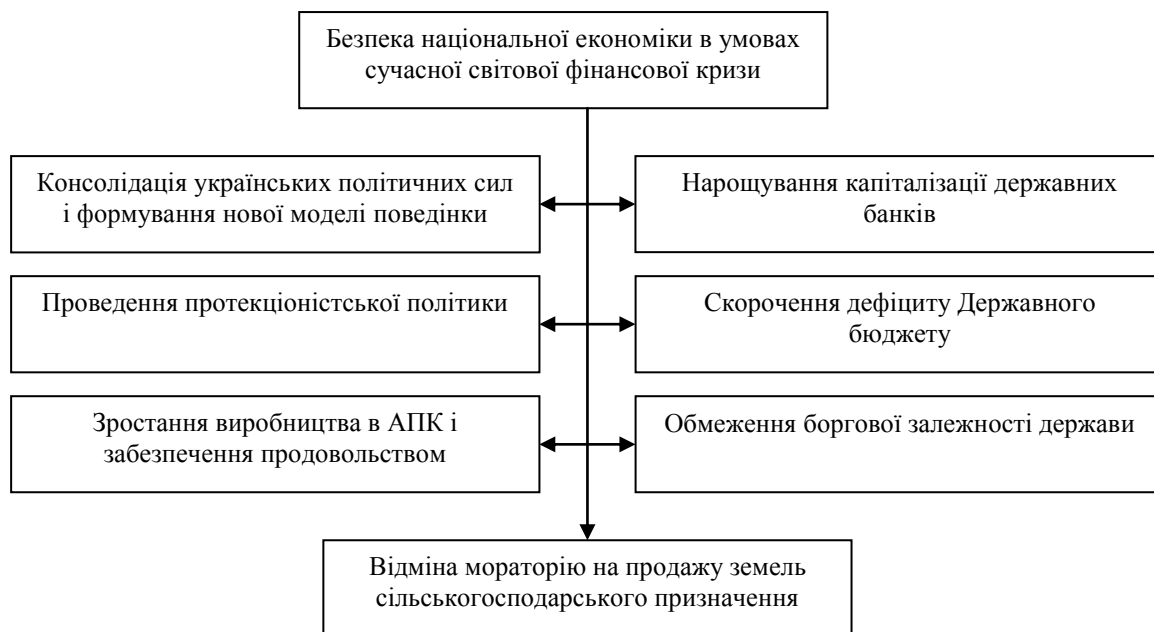 Безпека національної економіки в умовах
сучасної світової фінансової кризи
Консолідація українських політичних сил
і формування нової моделі поведінки
Нарощування капіталізації державних
банків
Проведення протекціоністської політики
Скорочення дефіциту Державного
бюджету
Зростання виробництва в АПК і
забезпечення продовольством
Обмеження боргової залежності держави
Відміна мораторію на продажу земель
сільськогосподарського призначення